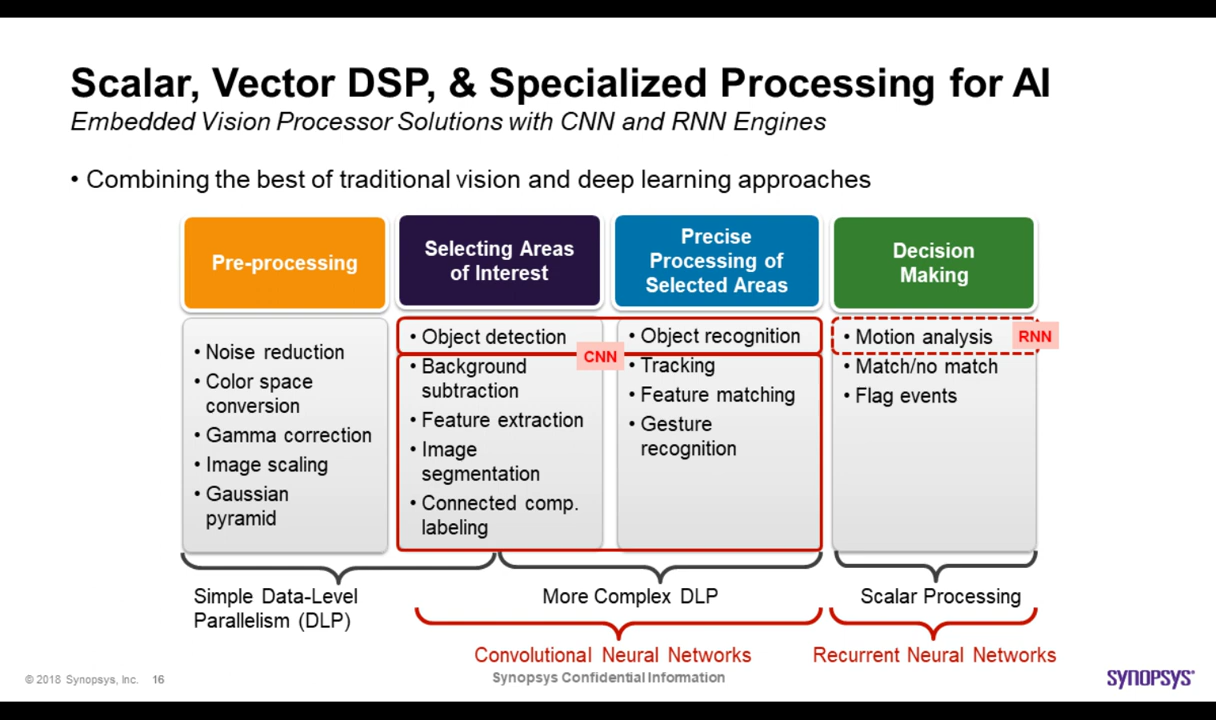 Scalar, Vector DSP, & Specialized Processing for AI
Embedded Vision Processor Solutions with CNN and RNN Engines
• Combining the best of traditional vision and deep learning approaches
Pre-processing
• Noise reduction
• Color space
conversion
• Gamma correction
• Image scaling
• Gaussian
pyramid
Selecting Areas
of Interest
• Object detection
• Background
subtraction
• Feature extraction
• Image
segmentation
• Connected comp.
labeling
CNN
Precise
Processing of
Selected Areas
• Object recognition
• Tracking
• Feature matching
• Gesture
recognition
Decision
Making
• Motion analysis
RNN
• Match/no match
• Flag events
Simple Data-Level
Parallelism (DLP)
More Complex DLP
Scalar Processing
Convolutional Neural Networks
Recurrent Neural Networks
© 2018 Synopsys, Inc. 16
Synopsys Confidential Information
SYNOPSYS®